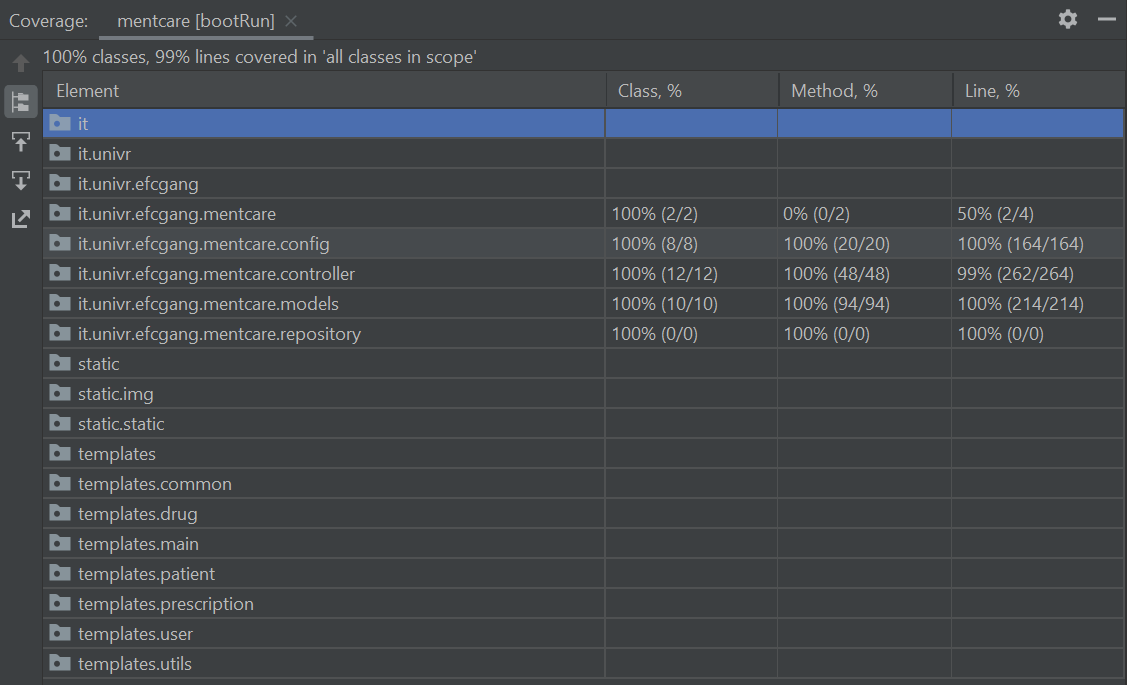 Coverage: mentcare [bootRun]
100% classes, 99% lines covered in 'all classes in scope'
Element Class, % Method, % Line, %
it
it.univr
it.univr.efcgang
it.univr.efcgang.mentcare 100% (2/2) 0% (0/2) 50% (2/4)
it.univr.efcgang.mentcare.config 100% (8/8) 100% (20/20) 100% (164/164)
it.univr.efcgang.mentcare.controller 100% (12/12) 100% (48/48) 99% (262/264)
it.univr.efcgang.mentcare.models 100% (10/10) 100% (94/94) 100% (214/214)
it.univr.efcgang.mentcare.repository 100% (0/0) 100% (0/0) 100% (0/0)
static
static.img
static.static
templates
templates.common
templates.drug
templates.main
templates.patient
templates.prescription
templates.user
templates.utils